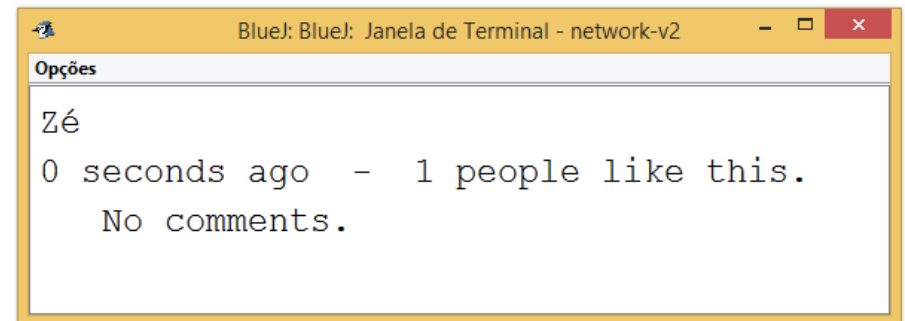 BlueJ: BlueJ: Janela de Terminal - network-v2
Opções
Zé
0 seconds ago - 1 people like this.
No comments.